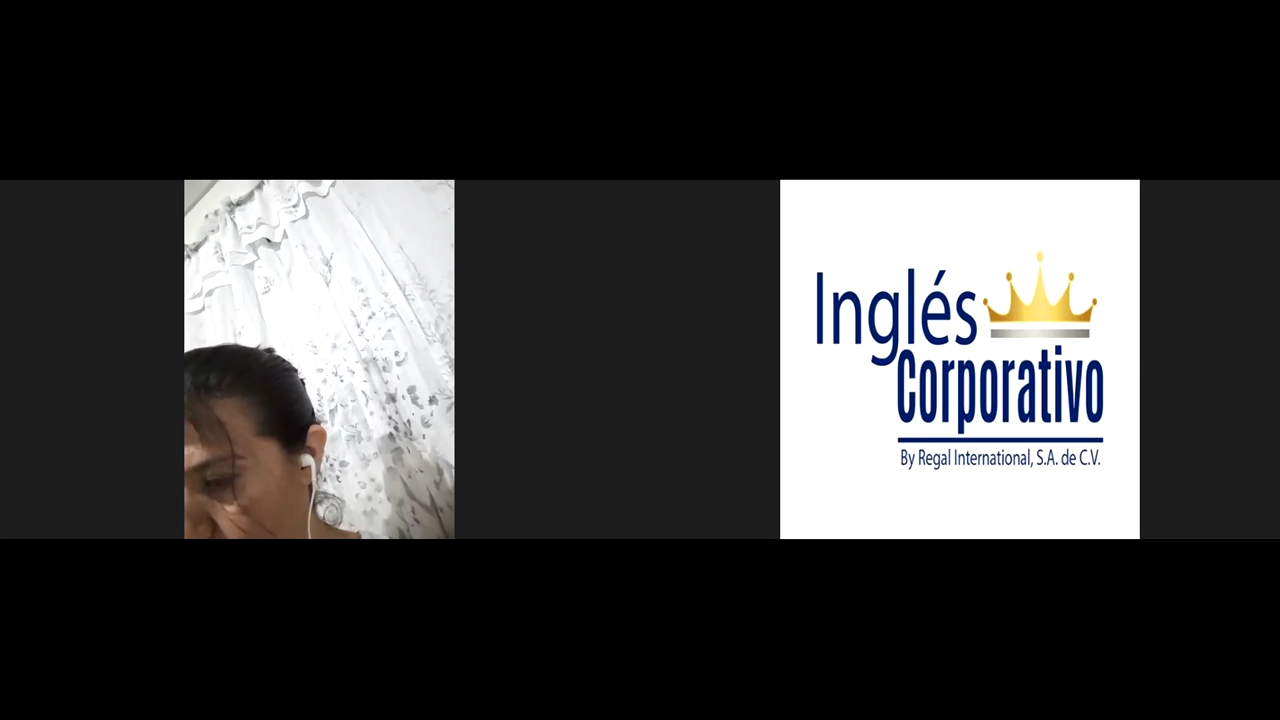 Inglés
Corporativo
By Regal International, S.A. de C.V.